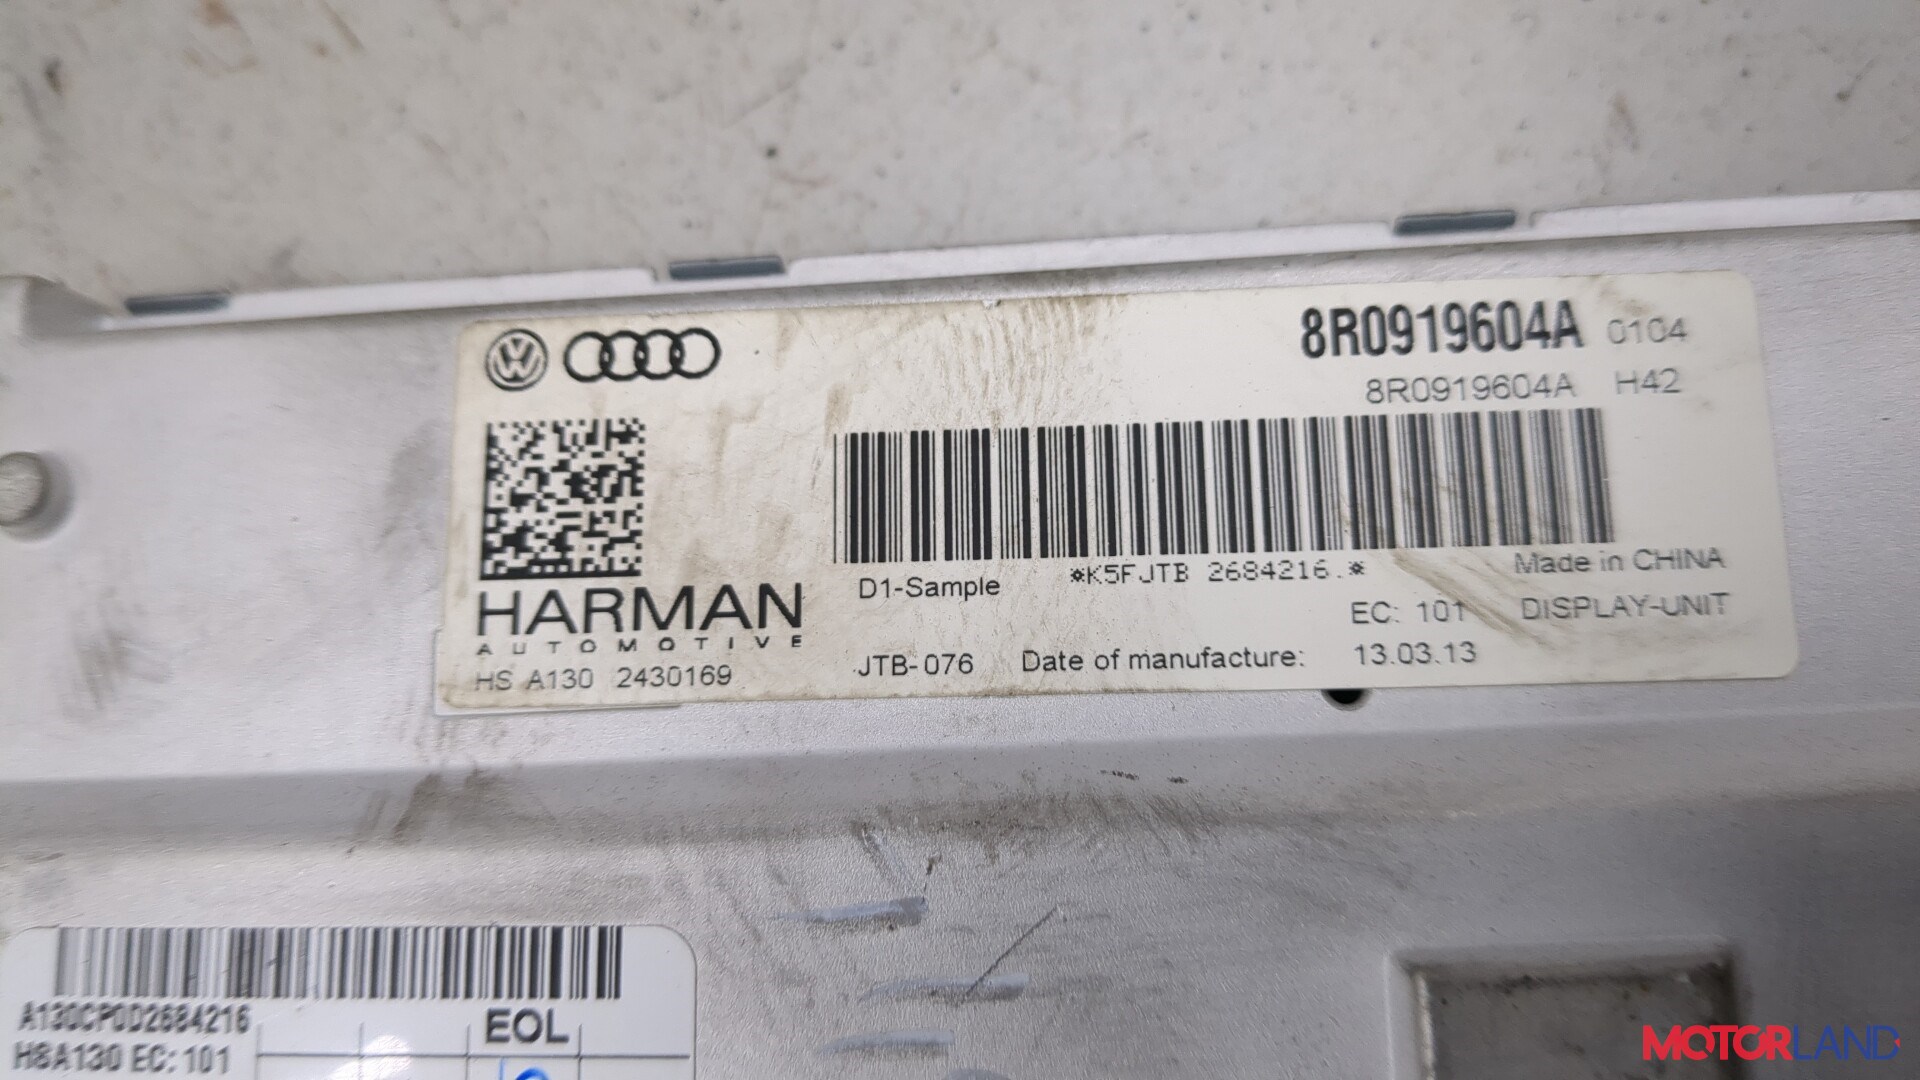 8R0919604A 0104
8R0919604A H42
*K5FJTB 2684216.*
D1-Sample
Made in CHINA
HARMAN
AUTOMOTIVE
EC: 101 DISPLAY-UNIT
HS A130 2430169
JTB-076 Date of manufacture: 13.03.13
A130CP0D2684216
EOL
HSA130 EC: 101
MOTORLAND